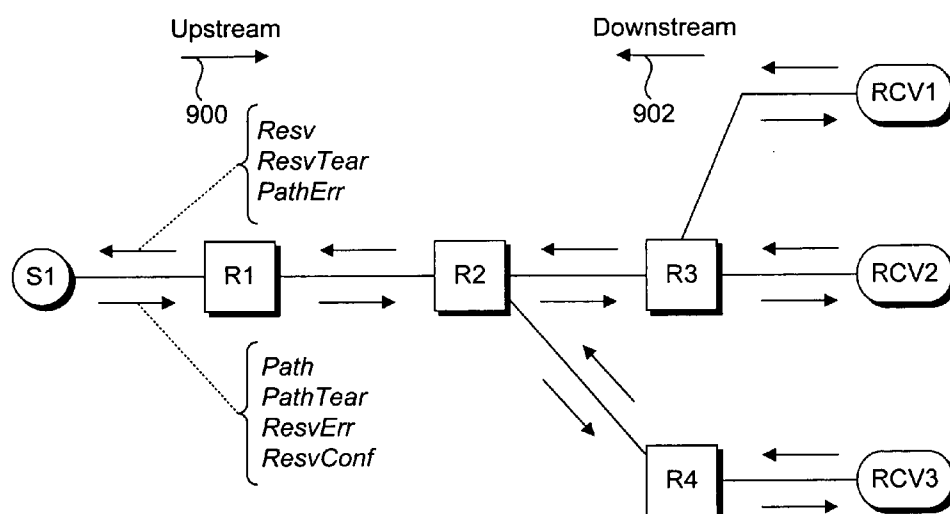 Upstream
Downstream
900
902
RCV1
Resv
ResvTear
PathErr
S1
R1
R2
R3
RCV2
Path
PathTear
ResvErr
ResvConf
R4
RCV3